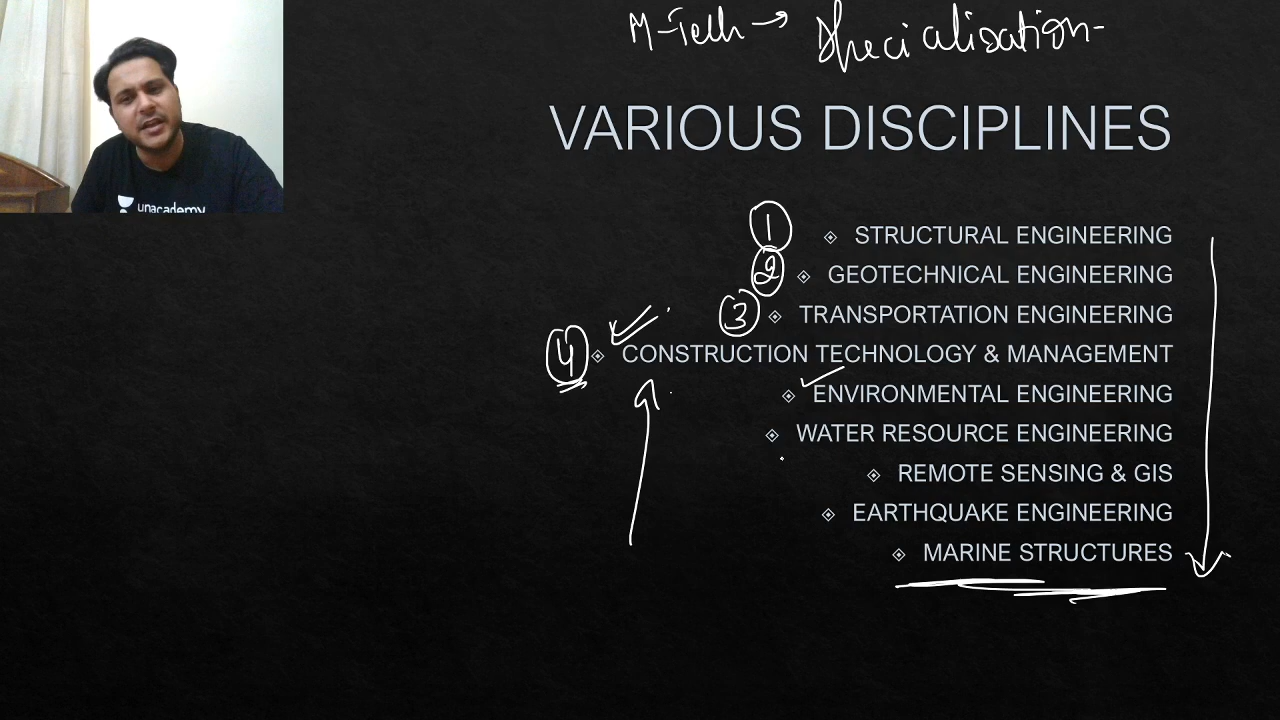 M-Tech → Specialisation-
VARIOUS DISCIPLINES
unacademy
1 STRUCTURAL ENGINEERING
2 GEOTECHNICAL ENGINEERING
3 TRANSPORTATION ENGINEERING
4 CONSTRUCTION TECHNOLOGY & MANAGEMENT
ENVIRONMENTAL ENGINEERING
WATER RESOURCE ENGINEERING
REMOTE SENSING & GIS
EARTHQUAKE ENGINEERING
MARINE STRUCTURES